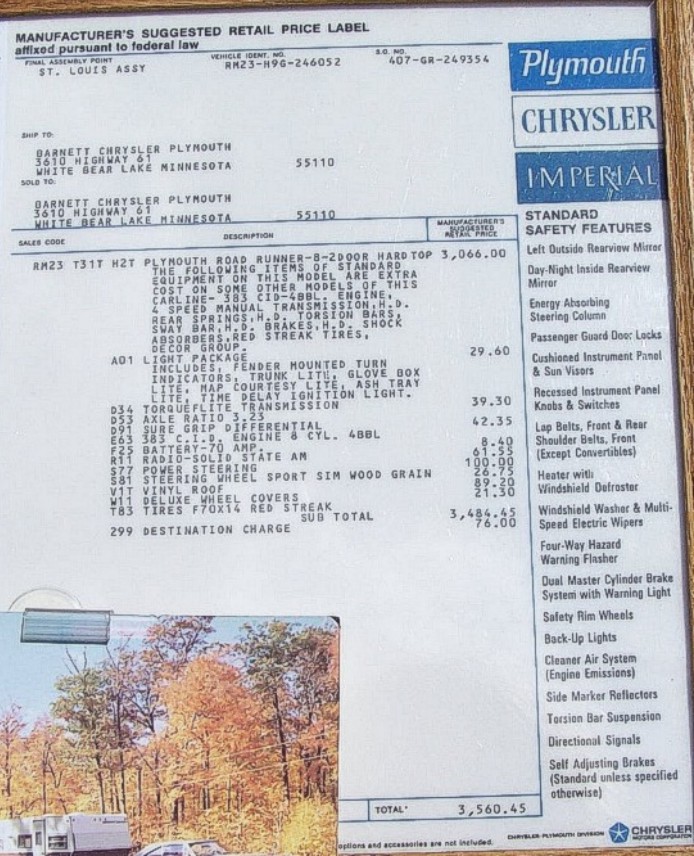 MANUFACTURER'S SUGGESTED RETAIL PRICE LABEL
affixed pursuant to federal law
FINAL ASSEMBLY POINT VEHICLE IDENT. NO. S.O. NO.
ST. LOUIS ASSY RM23-H9G-246052 407-GR-249354
SHIP TO:
BARNETT CHRYSLER PLYMOUTH
3610 HIGHWAY 61
WHITE BEAR LAKE MINNESOTA 55110
SOLD TO:
BARNETT CHRYSLER PLYMOUTH
3610 HIGHWAY 61
WHITE BEAR LAKE MINNESOTA 55110
SALES CODE DESCRIPTION MANUFACTURER'S SUGGESTED RETAIL PRICE
RM23 T31T H2T PLYMOUTH ROAD RUNNER-8-2DOOR HARDTOP 3,066.00
THE FOLLOWING ITEMS OF STANDARD
EQUIPMENT ON THIS MODEL ARE EXTRA
COST ON SOME OTHER MODELS OF THIS
CARLINE- 383 CID-4BBL. ENGINE,
4 SPEED MANUAL TRANSMISSION,H.D.
REAR SPRINGS,H.D. TORSION BARS,
SWAY BAR,H.D. BRAKES,H.D. SHOCK
ABSORBERS,RED STREAK TIRES,
DECOR GROUP.
A01 LIGHT PACKAGE 29.60
INCLUDES, FENDER MOUNTED TURN
INDICATORS, TRUNK LITE, GLOVE BOX
LITE, MAP COURTESY LITE, ASH TRAY
LITE, TIME DELAY IGNITION LIGHT.
D34 TORQUEFLITE TRANSMISSION 39.30
D53 AXLE RATIO 3.23
D91 SURE GRIP DIFFERENTIAL 42.35
E63 383 C.I.D. ENGINE 8 CYL. 4BBL
F25 BATTERY-70 AMP. 8.40
R11 RADIO-SOLID STATE AM 61.55
S77 POWER STEERING 100.00
S81 STEERING WHEEL SPORT SIM WOOD GRAIN 26.75
V1T VINYL ROOF 89.20
W11 DELUXE WHEEL COVERS 21.30
T83 TIRES F70X14 RED STREAK
SUB TOTAL 3,484.45
299 DESTINATION CHARGE 76.00
TOTAL* 3,560.45
options and accessories are not included.
Plymouth
CHRYSLER
IMPERIAL
STANDARD
SAFETY FEATURES
Left Outside Rearview Mirror
Day-Night Inside Rearview
Mirror
Energy Absorbing
Steering Column
Passenger Guard Door Locks
Cushioned Instrument Panel
& Sun Visors
Recessed Instrument Panel
Knobs & Switches
Lap Belts, Front & Rear
Shoulder Belts, Front
(Except Convertibles)
Heater with
Windshield Defroster
Windshield Washer & Multi-
Speed Electric Wipers
Four-Way Hazard
Warning Flasher
Dual Master Cylinder Brake
System with Warning Light
Safety Rim Wheels
Back-Up Lights
Cleaner Air System
(Engine Emissions)
Side Marker Reflectors
Torsion Bar Suspension
Directional Signals
Self Adjusting Brakes
(Standard unless specified
otherwise)
CHRYSLER-PLYMOUTH DIVISION CHRYSLER
MOTORS CORPORATION